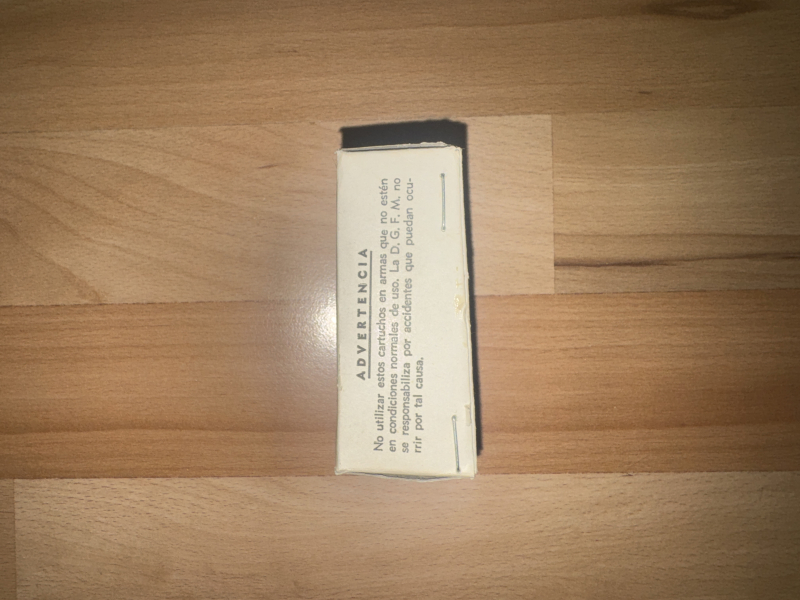 ADVERTENCIA
No utilizar estos cartuchos en armas que no estén
en condiciones normales de uso. La D. G. F. M. no
se responsabiliza por accidentes que puedan ocu-
rrir por tal causa.